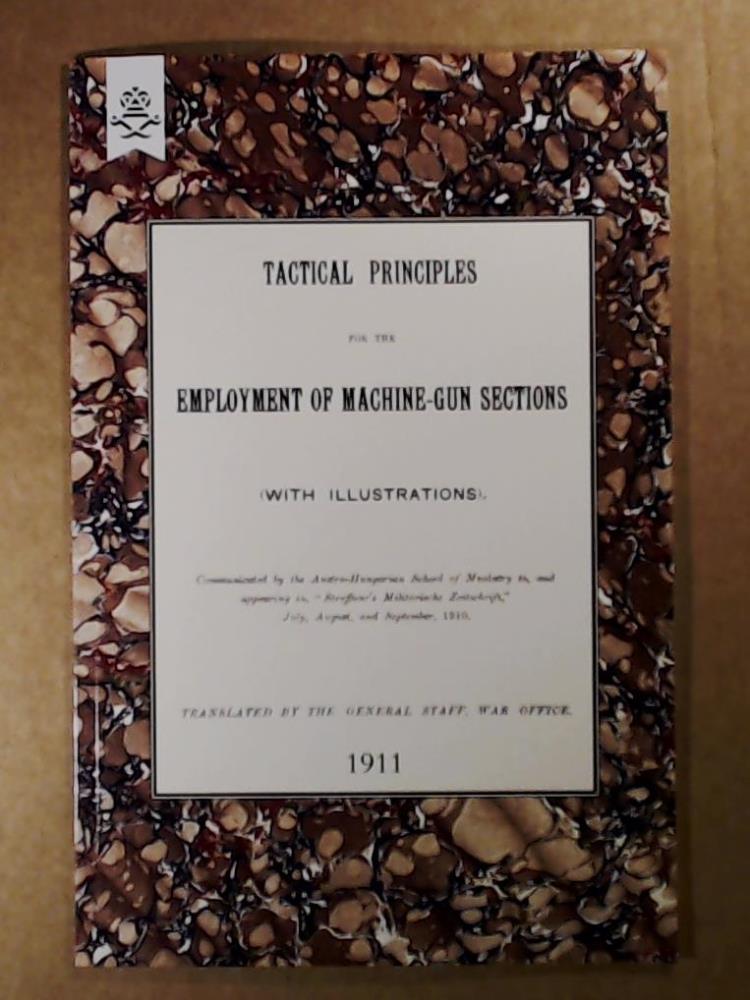 TACTICAL PRINCIPLES
FOR THE
EMPLOYMENT OF MACHINE-GUN SECTIONS
(WITH ILLUSTRATIONS).
Communicated by the Austro-Hungarian School of Musketry to, and
appearing in, "Streffleur's Militärische Zeitschrift,"
July, August, and September, 1910.
TRANSLATED BY THE GENERAL STAFF, WAR OFFICE.
1911